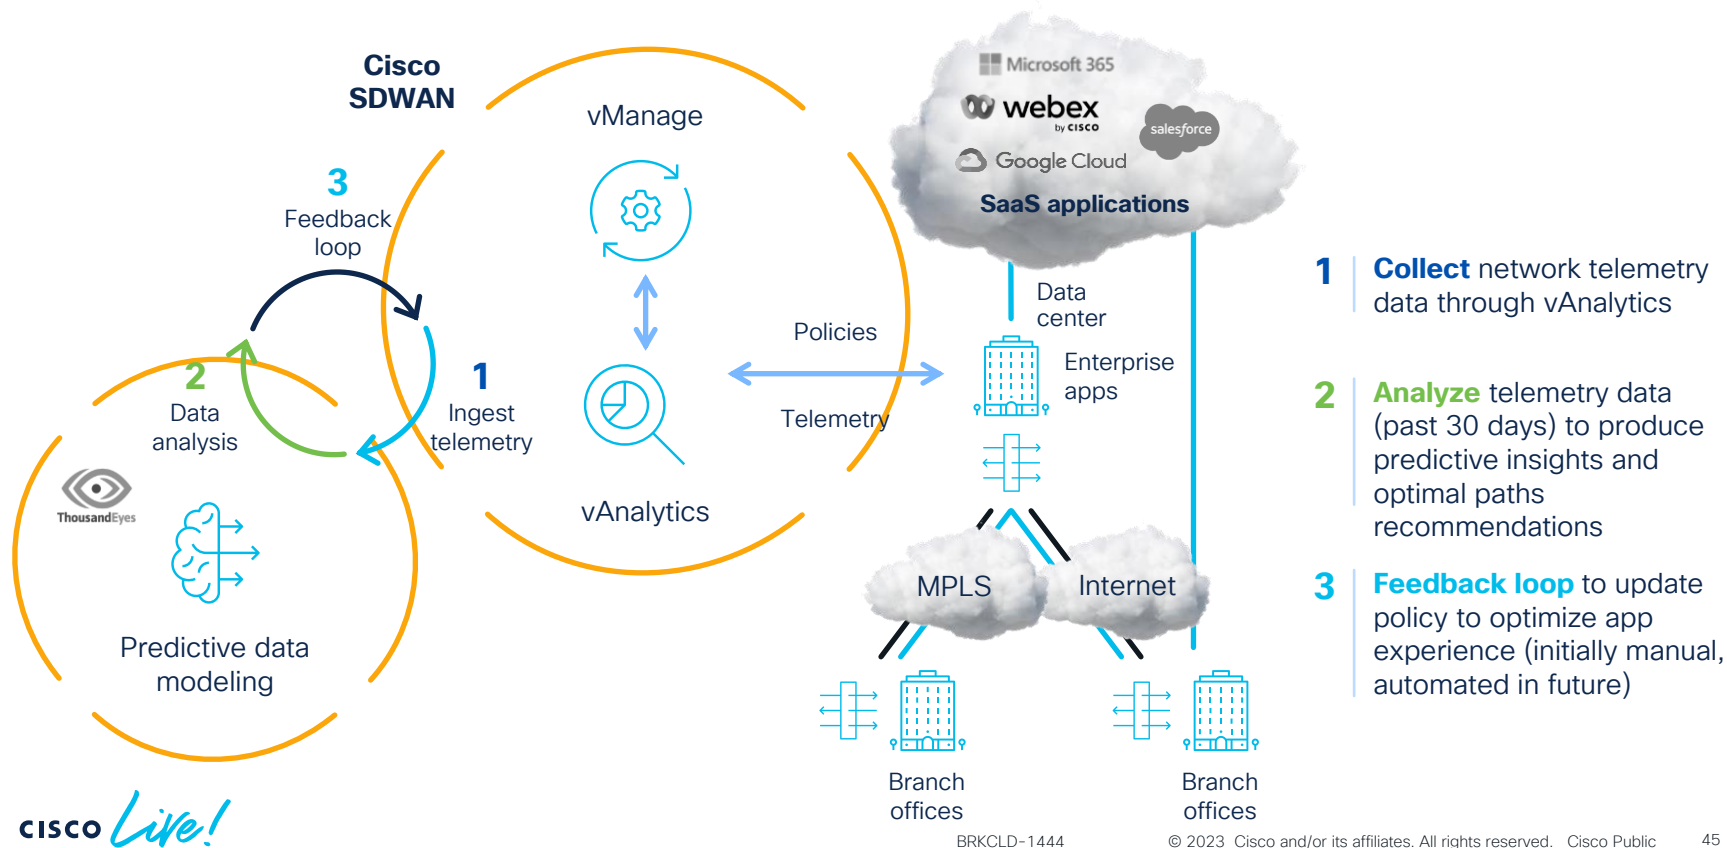 Cisco
SDWAN
vManage
3
Feedback
loop
2
Data
analysis
1
Ingest
telemetry
ThousandEyes
Predictive data
modeling
vAnalytics
Policies
Telemetry
Microsoft 365
webex
by CISCO
salesforce
Google Cloud
SaaS applications
Data
center
Enterprise
apps
MPLS
Internet
Branch
offices
Branch
offices
1
Collect network telemetry
data through vAnalytics
2
Analyze telemetry data
(past 30 days) to produce
predictive insights and
optimal paths
recommendations
3
Feedback loop to update
policy to optimize app
experience (initially manual,
automated in future)
CISCO Live!
BRKCLD-1444
© 2023 Cisco and/or its affiliates. All rights reserved. Cisco Public
45